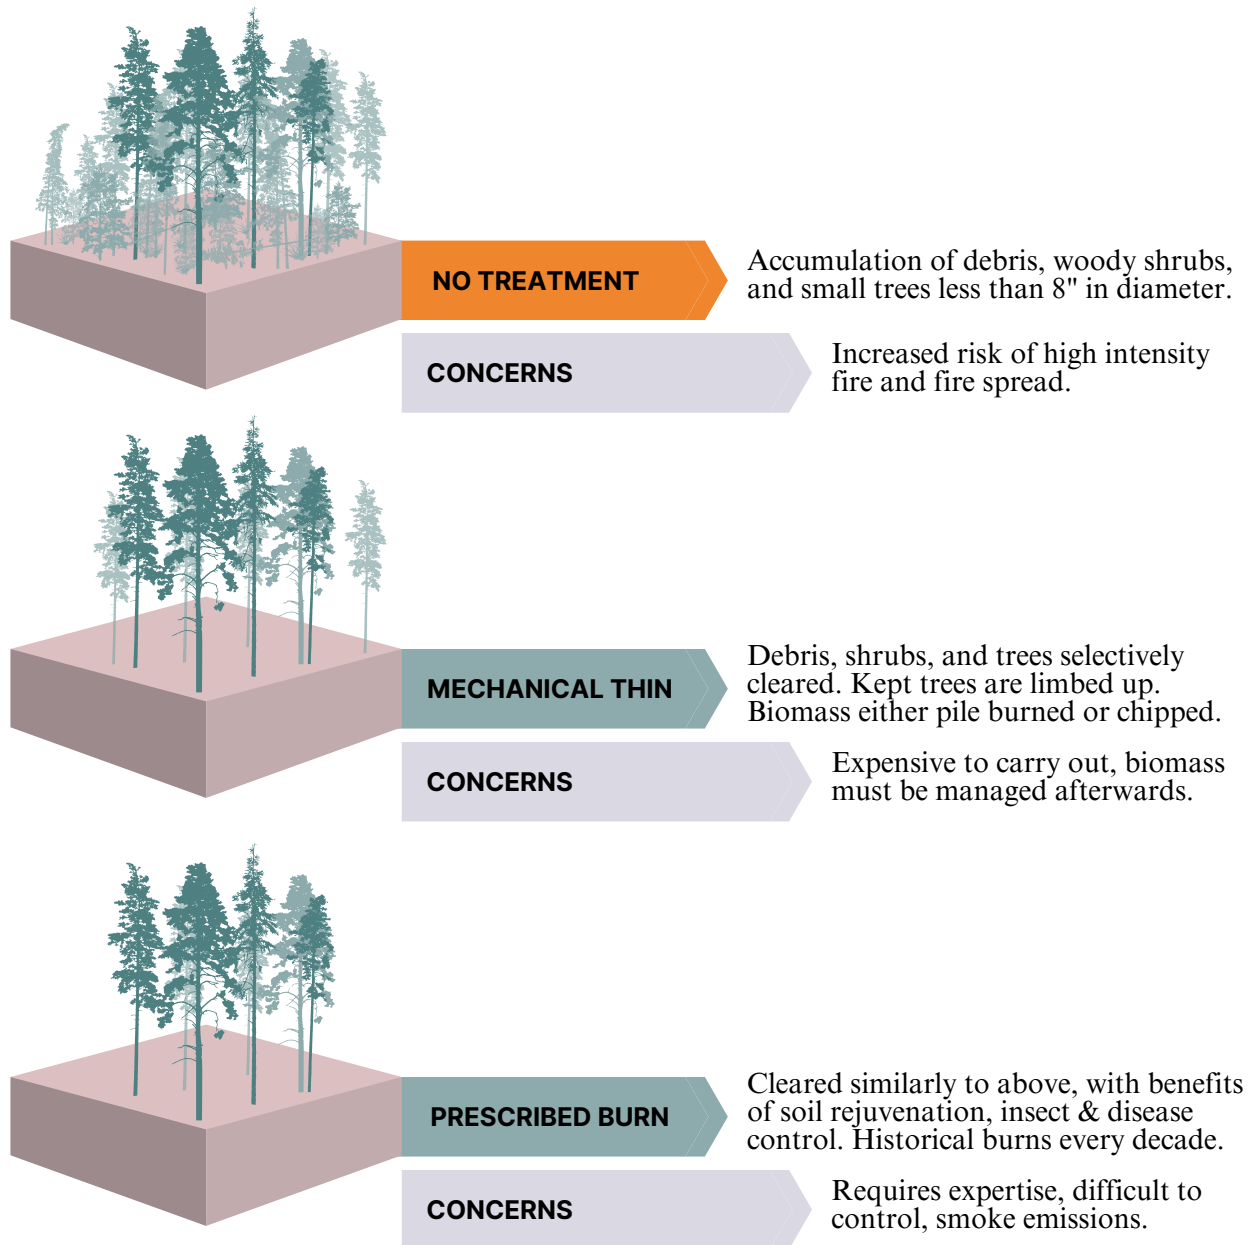 NO TREATMENT
Accumulation of debris, woody shrubs,
and small trees less than 8" in diameter.
CONCERNS
Increased risk of high intensity
fire and fire spread.
MECHANICAL THIN
Debris, shrubs, and trees selectively
cleared. Kept trees are limbed up.
Biomass either pile burned or chipped.
CONCERNS
Expensive to carry out, biomass
must be managed afterwards.
PRESCRIBED BURN
Cleared similarly to above, with benefits
of soil rejuvenation, insect & disease
control. Historical burns every decade.
CONCERNS
Requires expertise, difficult to
control, smoke emissions.